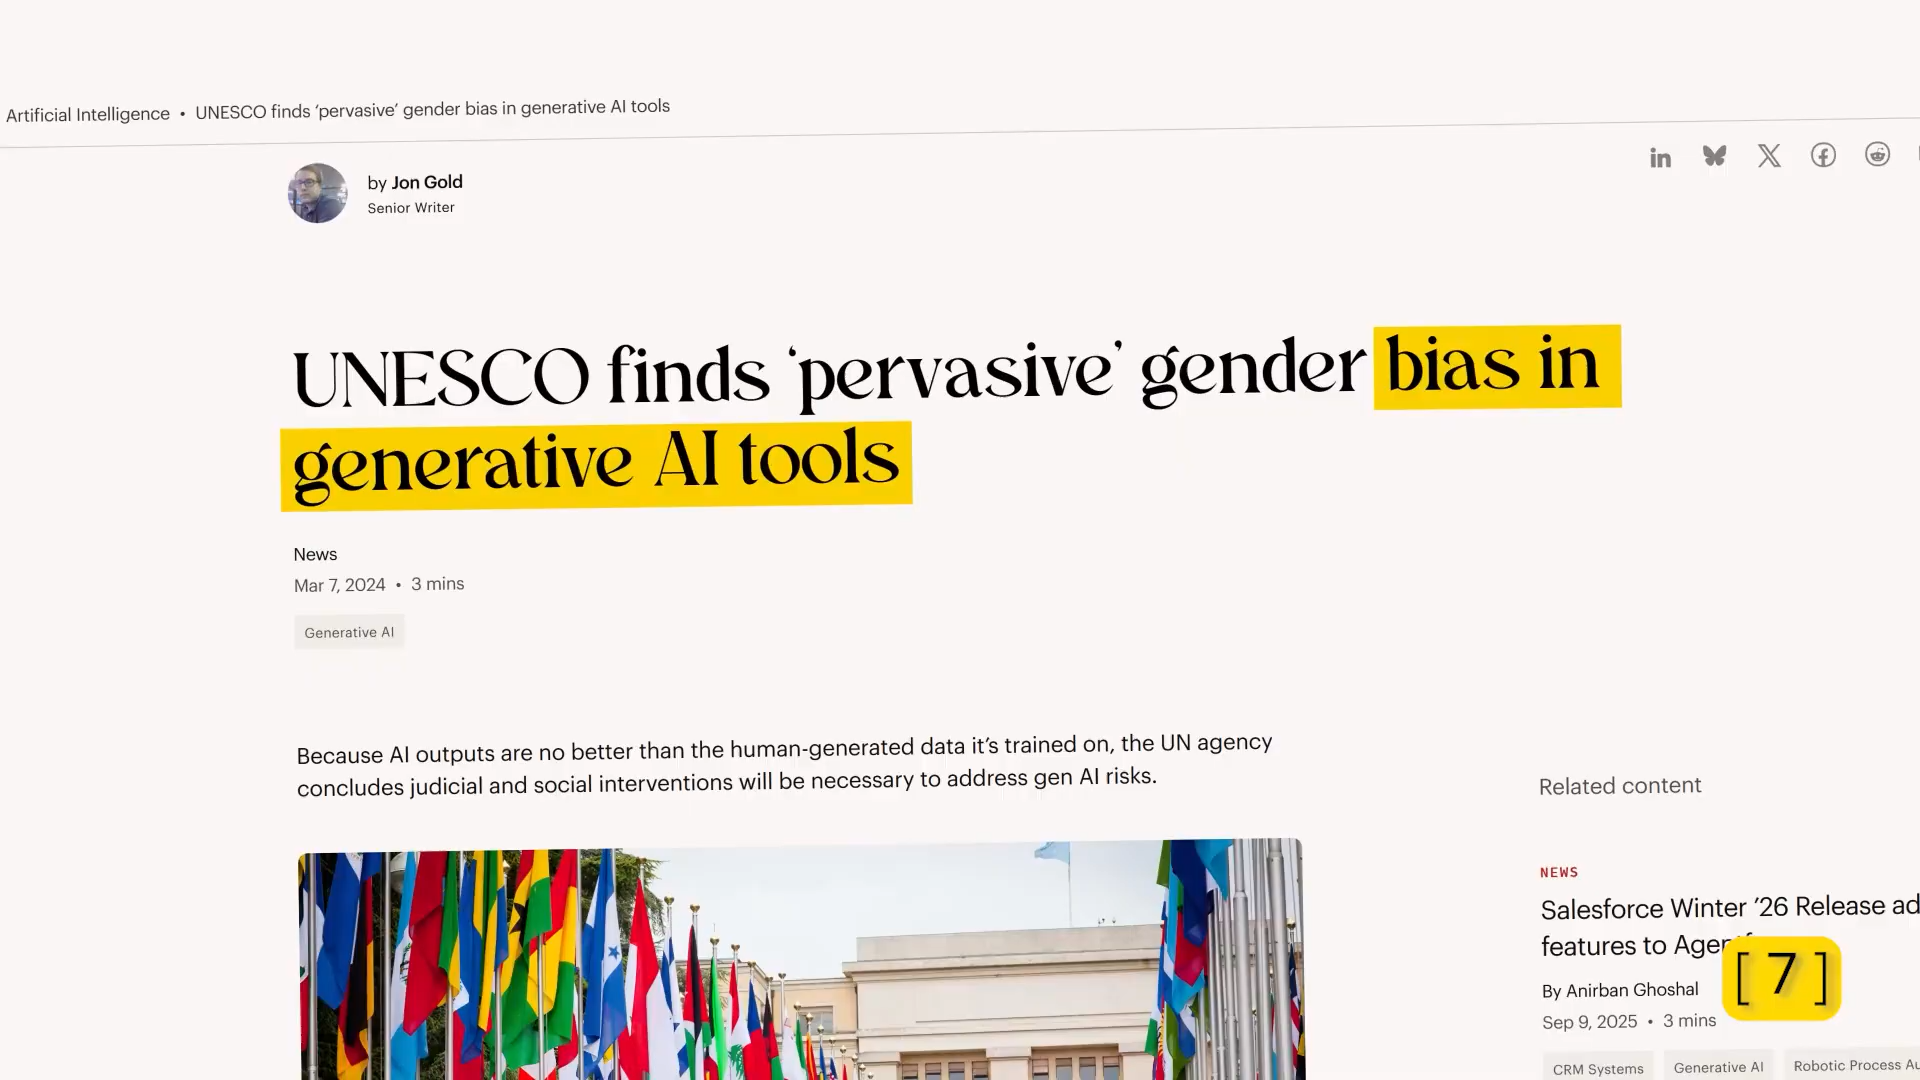 Artificial Intelligence • UNESCO finds ‘pervasive’ gender bias in generative AI tools
by Jon Gold
Senior Writer
UNESCO finds ‘pervasive’ gender bias in
generative AI tools
News
Mar 7, 2024 • 3 mins
Generative AI
Because AI outputs are no better than the human-generated data it’s trained on, the UN agency
concludes judicial and social interventions will be necessary to address gen AI risks.
Related content
NEWS
Salesforce Winter ’26 Release
features to
By Anirban Ghoshal
Sep 9, 2025 • 3 mins
CRM Systems
Generative AI
Robotic Process
[ 7 ]